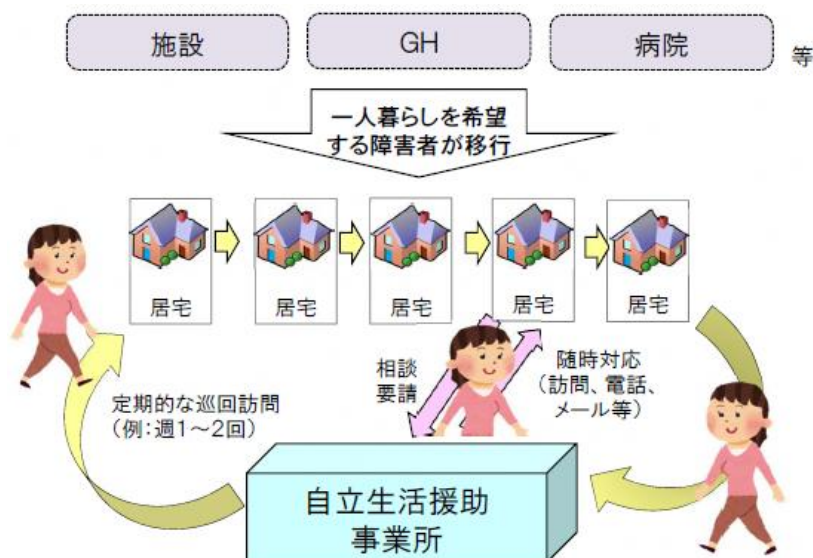 施設
GH
病院
等
一人暮らしを希望
する障害者が移行
居宅
居宅
居宅
居宅
居宅
相談
要請
随時対応
（訪問、電話、
メール等）
定期的な巡回訪問
（例：週1～2回）
自立生活援助
事業所